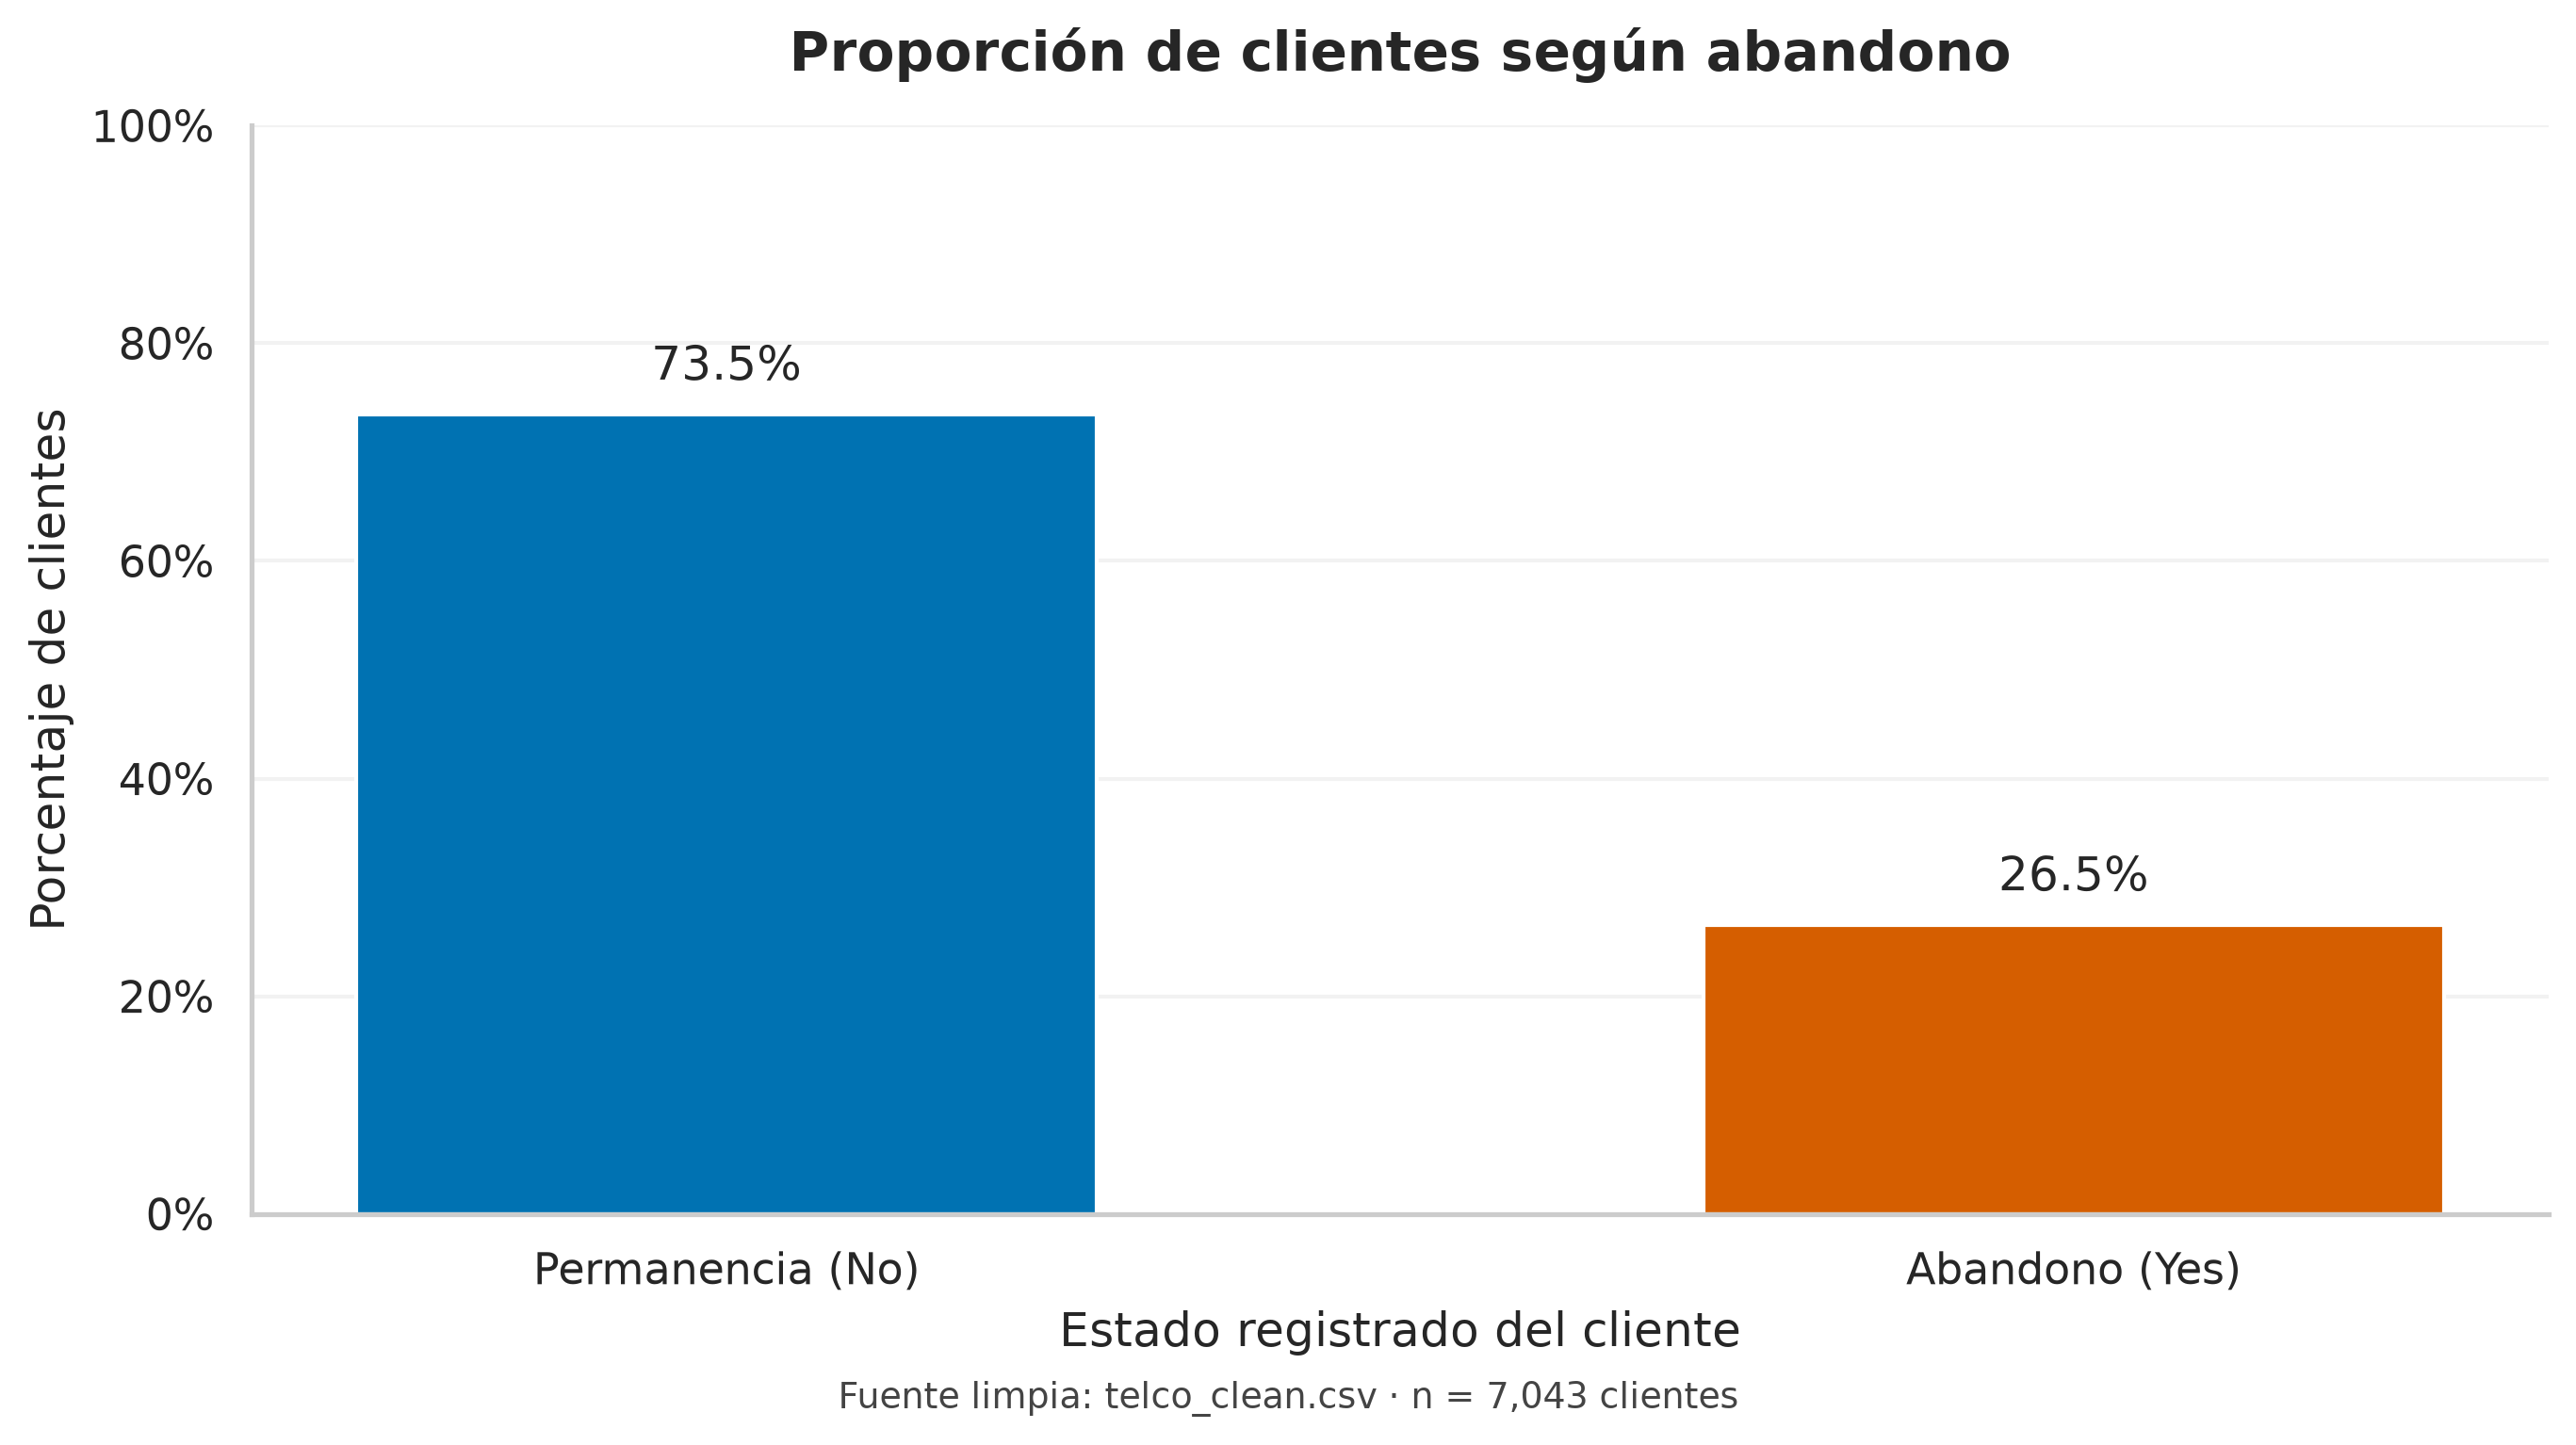 Proporción de clientes según abandono
100%
80%
60%
40%
20%
0%
Porcentaje de clientes
73.5%
26.5%
Permanencia (No)
Abandono (Yes)
Estado registrado del cliente
Fuente limpia: telco_clean.csv · n = 7,043 clientes